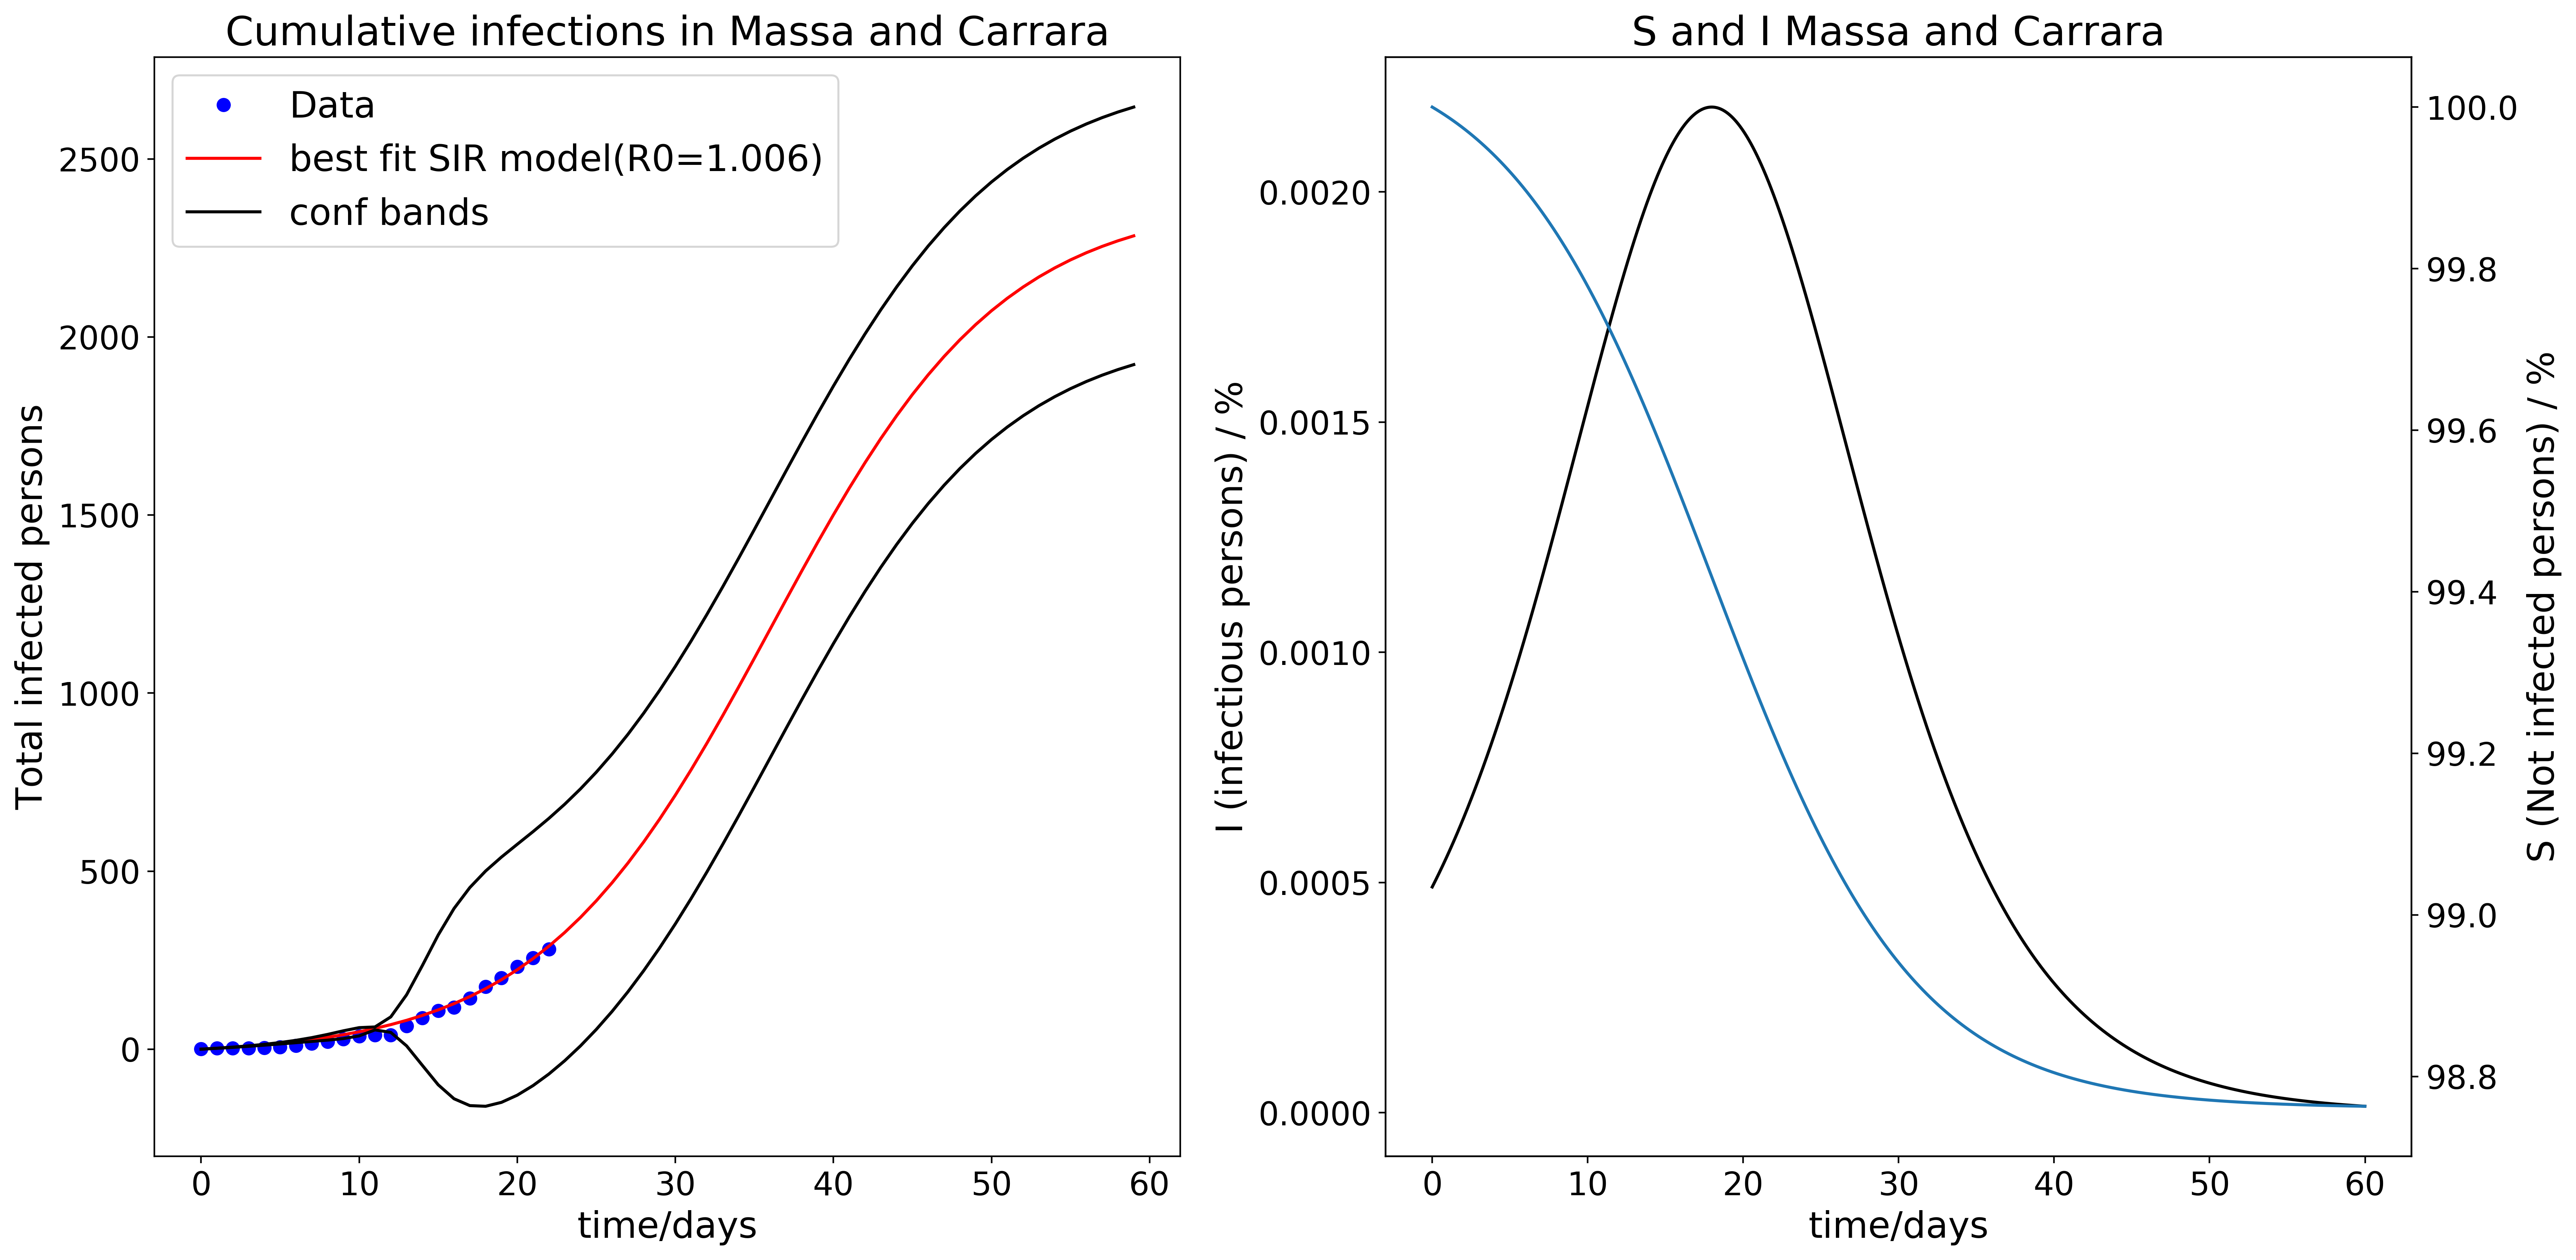 Cumulative infections in Massa and Carrara
Data
best fit SIR model(R0=1.006)
conf bands
Total infected persons
2500
2000
1500
1000
500
0
0 10 20 30 40 50 60
time/days
S and I Massa and Carrara
I (infectious persons) / %
0.0020
0.0015
0.0010
0.0005
0.0000
100.0
99.8
99.6
99.4
99.2
99.0
98.8
S (Not infected persons) / %
0 10 20 30 40 50 60
time/days